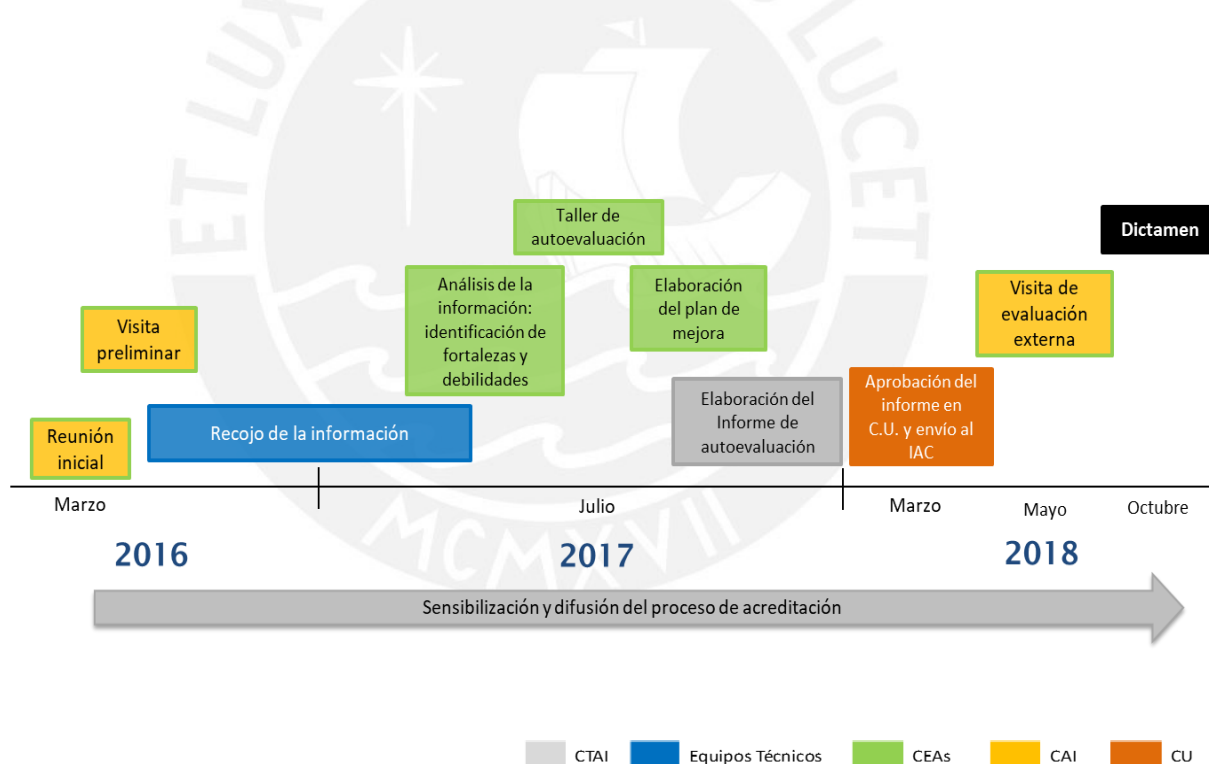 ET LUX
LUCET
MCMXVII
Dictamen
Taller de
autoevaluación
Análisis de la
información:
identificación de
fortalezas y
debilidades
Elaboración
del plan de
mejora
Visita de
evaluación
externa
Visita
preliminar
Reunión
inicial
Recojo de la información
Elaboración del
Informe de
autoevaluación
Aprobación del
informe en
C.U. y envío al
IAC
Marzo
Julio
Marzo
Mayo
Octubre
2016
2017
2018
Sensibilización y difusión del proceso de acreditación
CTAI
Equipos Técnicos
CEAs
CAI
CU